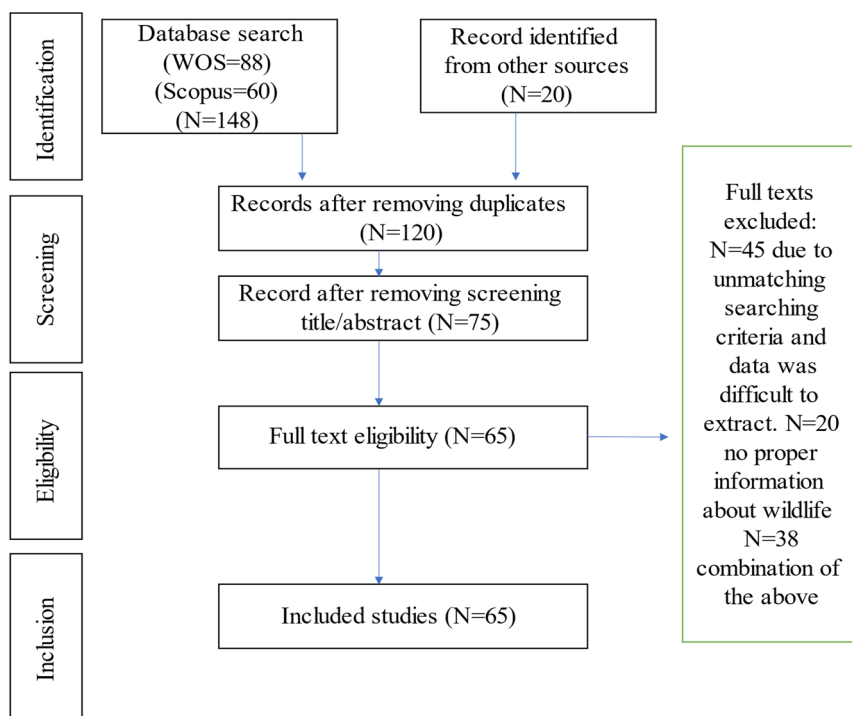 Identification
Database search
(WOS=88)
(Scopus=60)
(N=148)
Record identified
from other sources
(N=20)
Screening
Records after removing duplicates
(N=120)
Record after removing screening
title/abstract (N=75)
Eligibility
Full text eligibility (N=65)
Full texts
excluded:
N=45 due to
unmatching
searching
criteria and
data was
difficult to
extract. N=20
no proper
information
about wildlife
N=38
combination of
the above
Inclusion
Included studies (N=65)